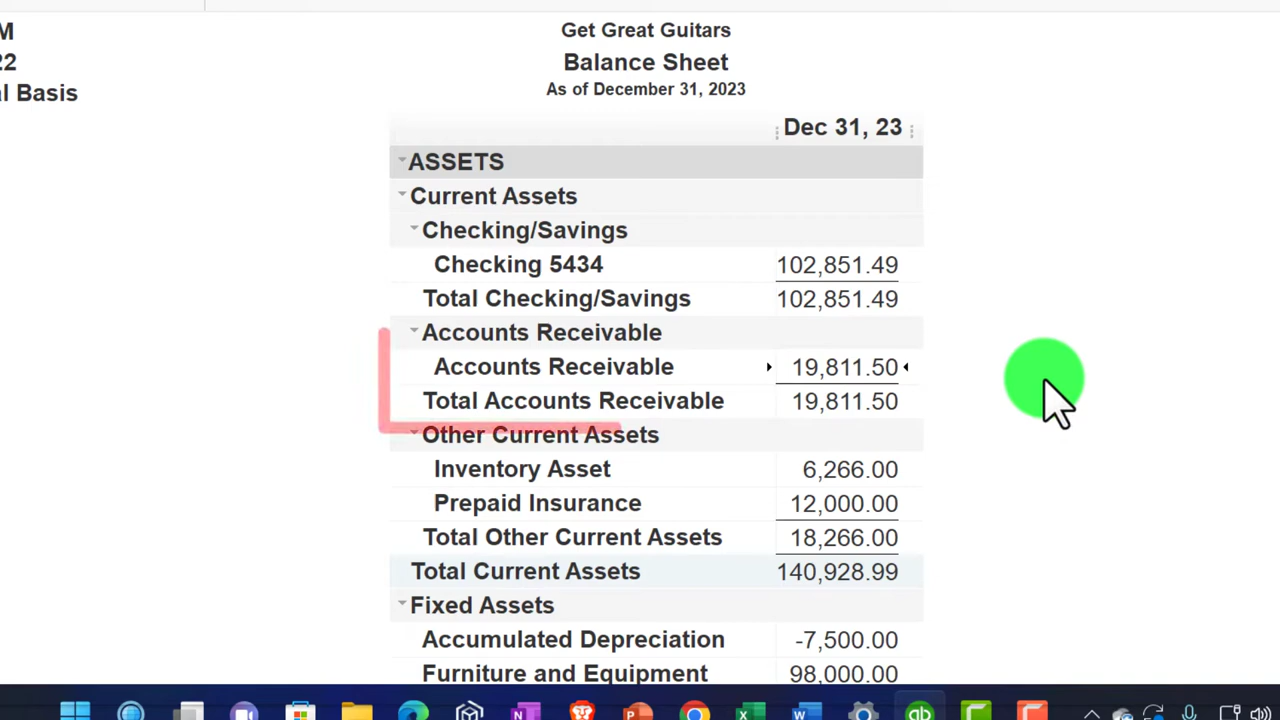 M
Get Great Guitars
22
Balance Sheet
l Basis
As of December 31, 2023
Dec 31, 23
ASSETS
Current Assets
Checking/Savings
Checking 5434 102,851.49
Total Checking/Savings 102,851.49
Accounts Receivable
Accounts Receivable 19,811.50
Total Accounts Receivable 19,811.50
Other Current Assets
Inventory Asset 6,266.00
Prepaid Insurance 12,000.00
Total Other Current Assets 18,266.00
Total Current Assets 140,928.99
Fixed Assets
Accumulated Depreciation -7,500.00
Furniture and Equipment 98,000.00